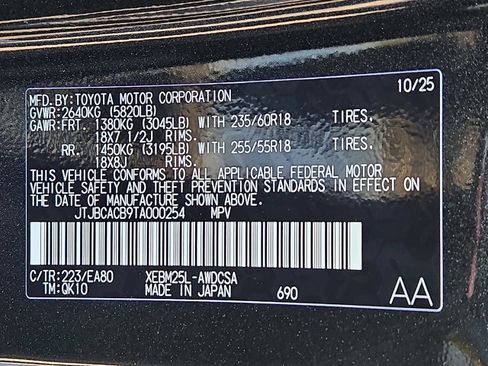 10/25
MFD.BY:TOYOTA MOTOR CORPORATION
GVWR:2640KG (5820LB)
GAWR:FRT. 1380KG (3045LB) WITH 235/60R18 TIRES,
18X7 1/2J RIMS.
RR. 1450KG (3195LB) WITH 255/55R18 TIRES,
18X8J RIMS.
THIS VEHICLE CONFORMS TO ALL APPLICABLE FEDERAL MOTOR
VEHICLE SAFETY AND THEFT PREVENTION STANDARDS IN EFFECT ON
THE DATE OF MANUFACTURE SHOWN ABOVE.
JTJBCACB9TA000254 MPV
C/TR:223/EA80 XEBM25L-AWDCSA
TM:QK10 MADE IN JAPAN 690 AA